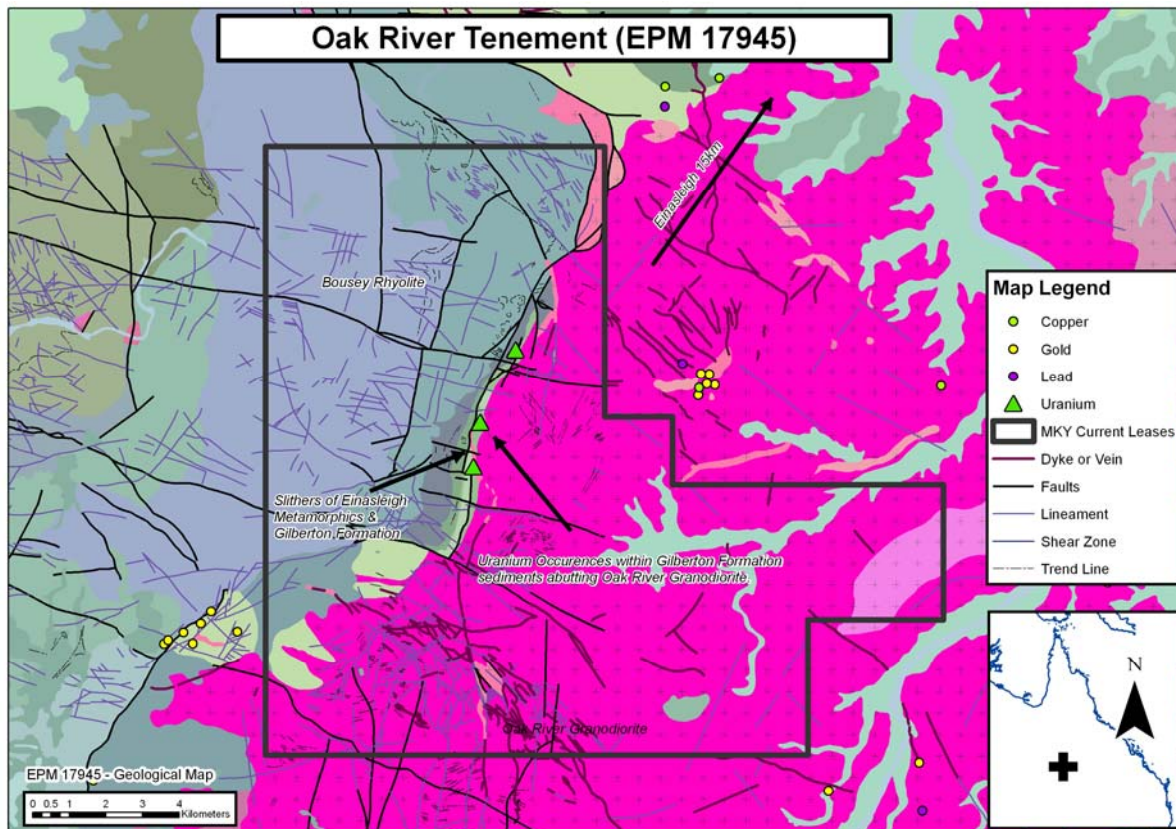 Oak River Tenement (EPM 17945)
Einasleigh 15km
Bousey Rhyolite
Slithers of Einasleigh
Metamorphics &
Gilberton Formation
Uranium Occurences within Gilberton Formation
sediments abutting Oak River Granodiorite.
Oak River Granodiorite
Map Legend
Copper
Gold
Lead
Uranium
MKY Current Leases
Dyke or Vein
Faults
Lineament
Shear Zone
Trend Line
N
EPM 17945 - Geological Map
0 0.5 1 2 3 4
Kilometers